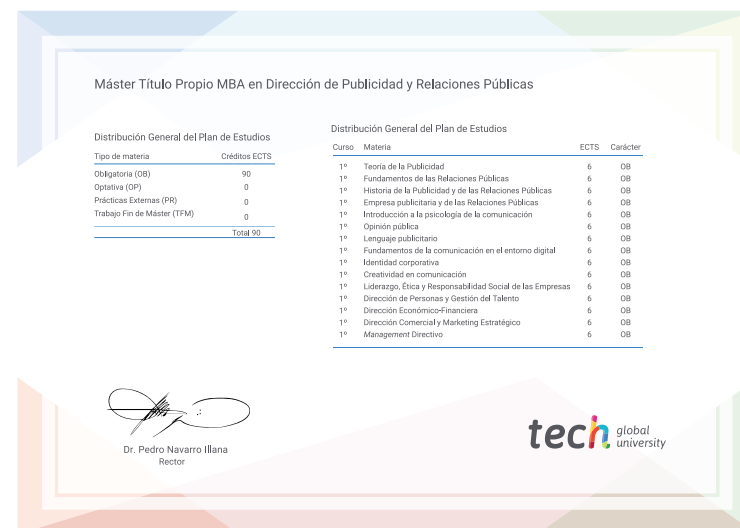 Máster Título Propio MBA en Dirección de Publicidad y Relaciones Públicas
Distribución General del Plan de Estudios
Tipo de materia Créditos ECTS
Obligatoria (OB) 90
Optativa (OP) 0
Prácticas Externas (PR) 0
Trabajo Fin de Máster (TFM) 0
Total 90
Distribución General del Plan de Estudios
Curso Materia ECTS Carácter
1º Teoría de la Publicidad 6 OB
1º Fundamentos de las Relaciones Públicas 6 OB
1º Historia de la Publicidad y de las Relaciones Públicas 6 OB
1º Empresa publicitaria y de las Relaciones Públicas 6 OB
1º Introducción a la psicología de la comunicación 6 OB
1º Opinión pública 6 OB
1º Lenguaje publicitario 6 OB
1º Fundamentos de la comunicación en el entorno digital 6 OB
1º Identidad corporativa 6 OB
1º Creatividad en comunicación 6 OB
1º Liderazgo, Ética y Responsabilidad Social de las Empresas 6 OB
1º Dirección de Personas y Gestión del Talento 6 OB
1º Dirección Económico-Financiera 6 OB
1º Dirección Comercial y Marketing Estratégico 6 OB
1º Management Directivo 6 OB
Dr. Pedro Navarro Illana
Rector
tech global
university